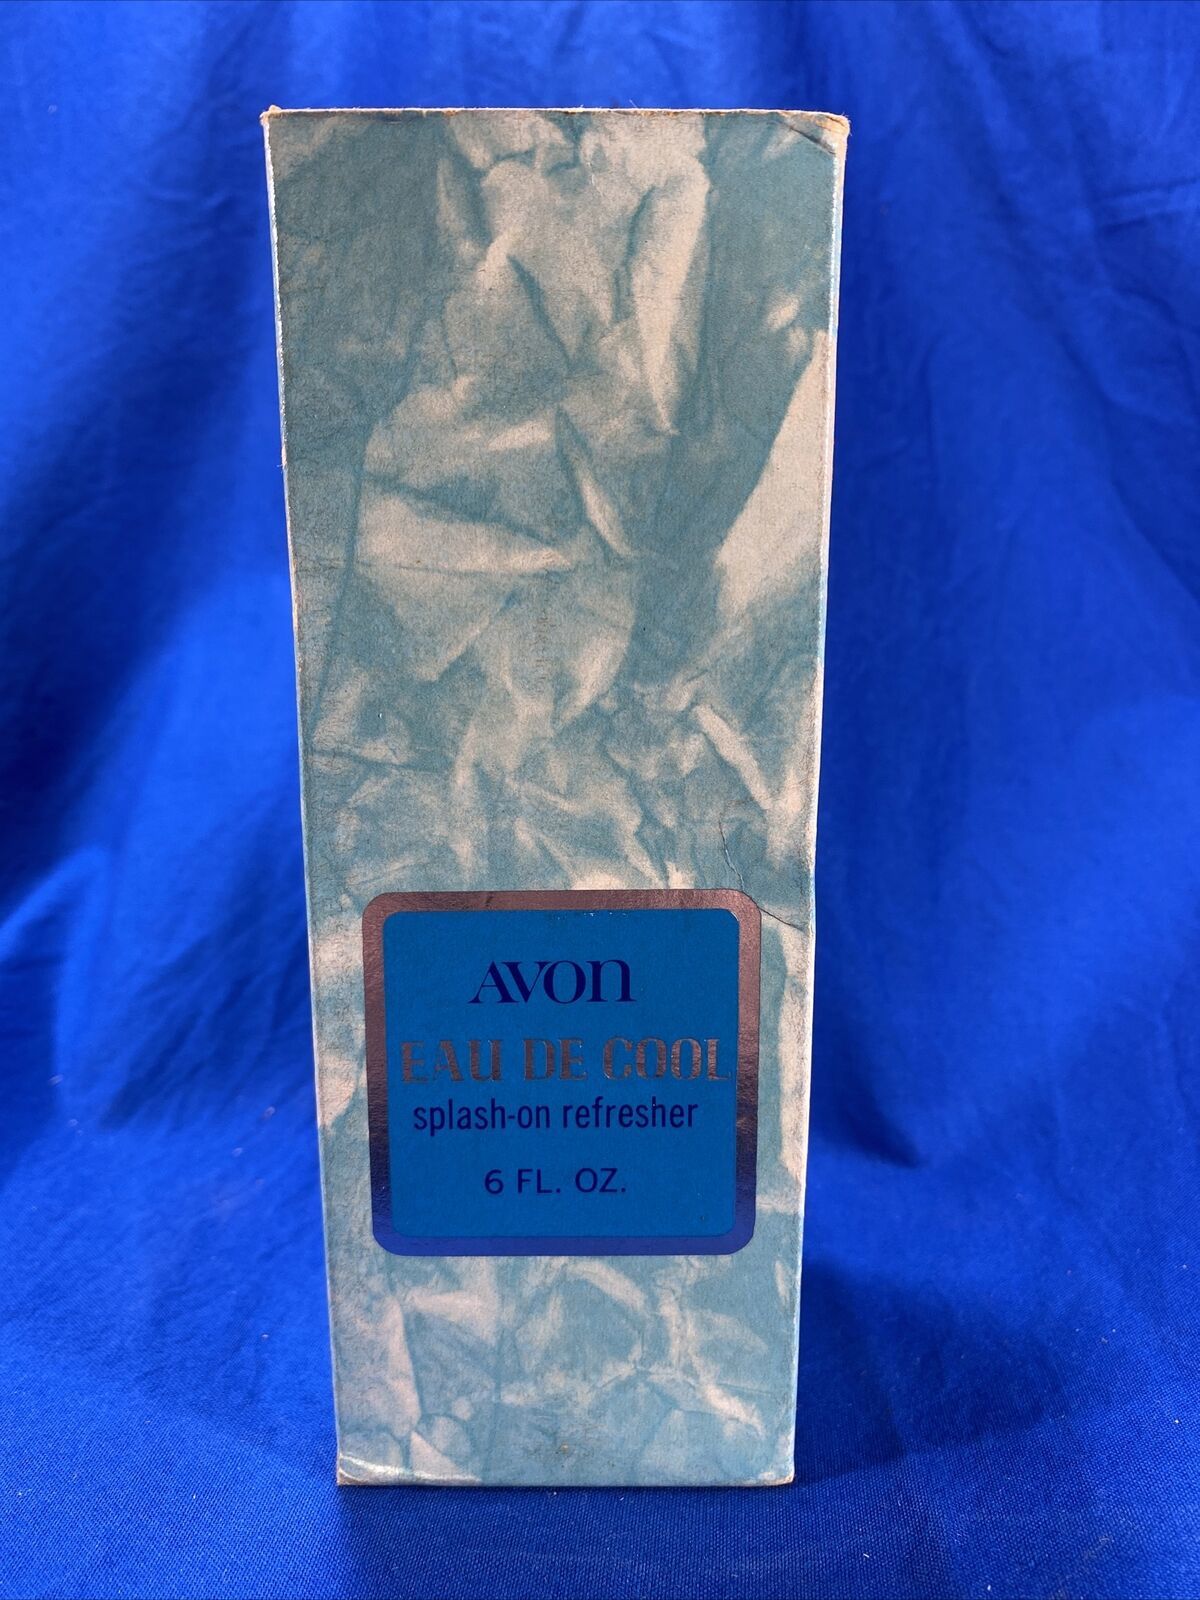 AVON
EAU DE COOL
splash-on refresher
6 FL. OZ.